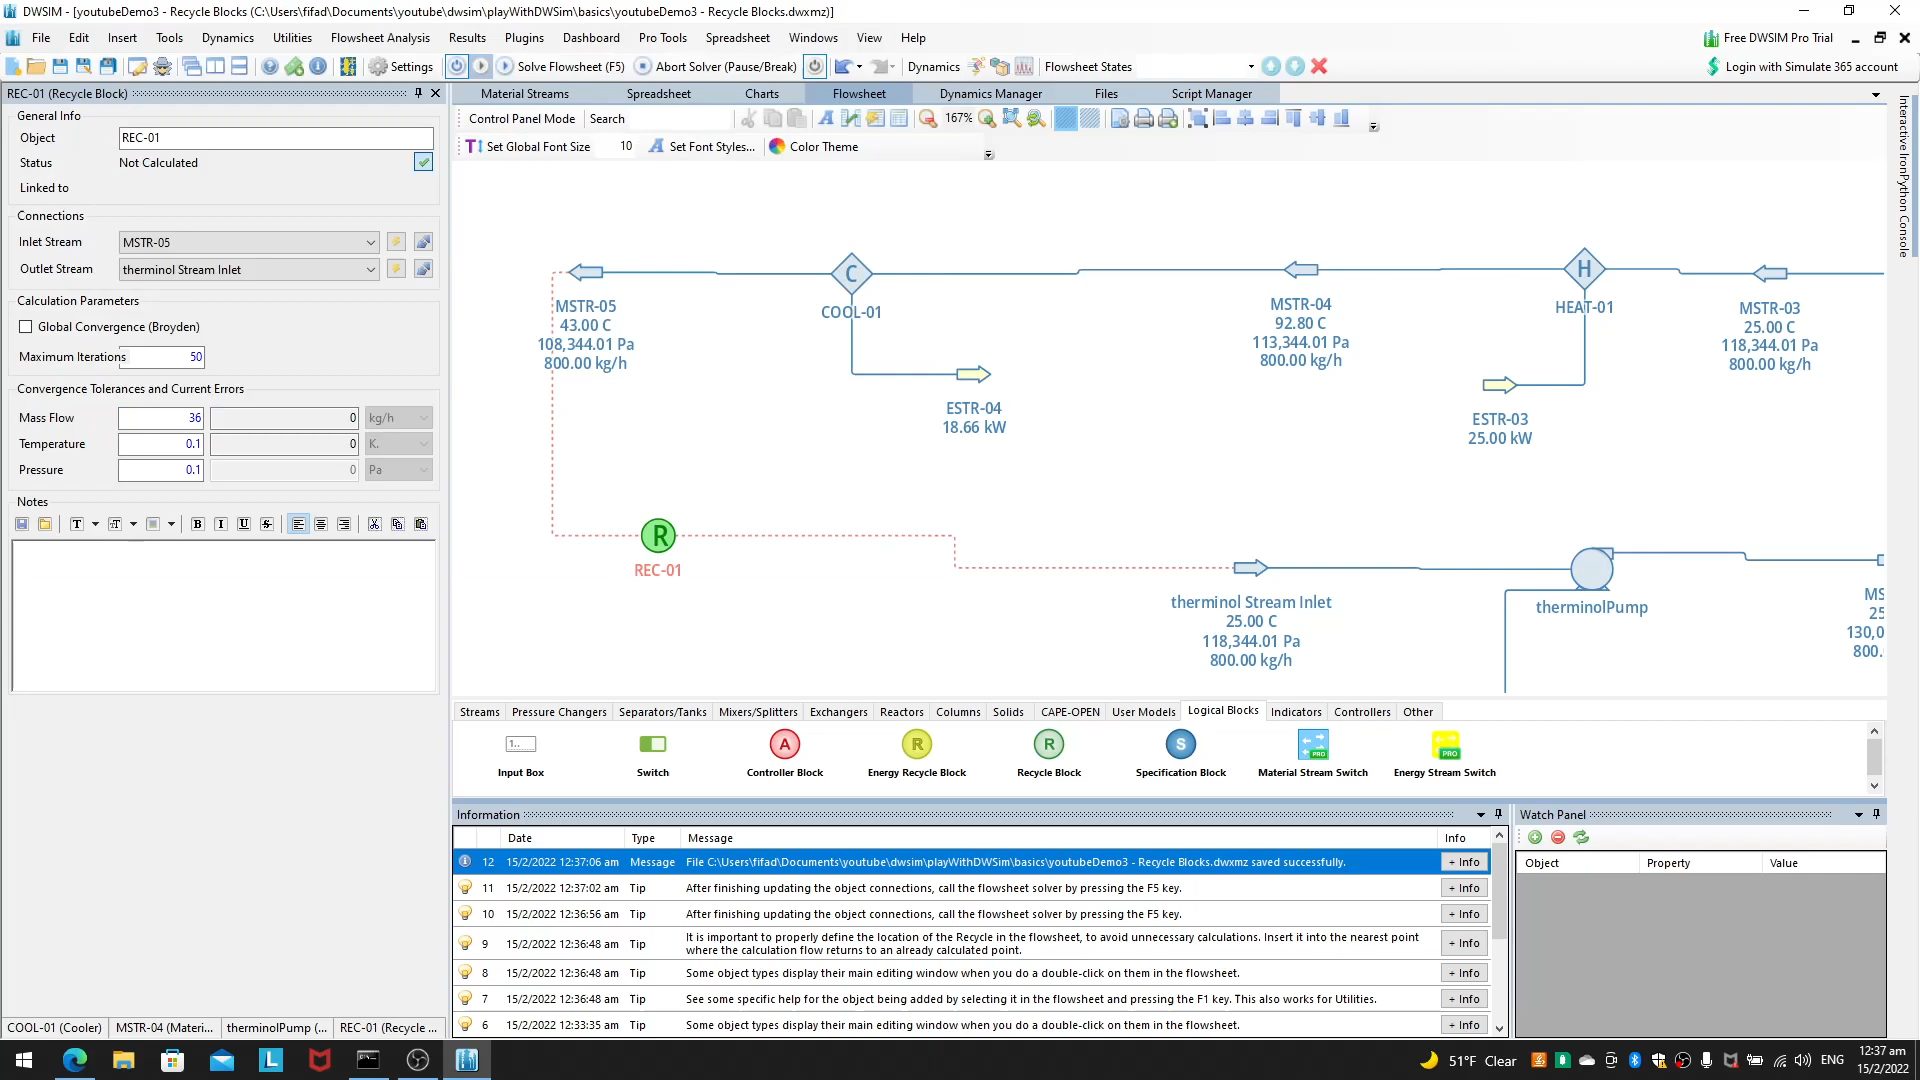 DWSIM - [youtubeDemo3 - Recycle Blocks (C:\Users\fifad\Documents\youtube\dwsim\playWithDWSim\basics\youtubeDemo3 - Recycle Blocks.dwxmz)]
File Edit Insert Tools Dynamics Utilities Flowsheet Analysis Results Plugins Dashboard Pro Tools Spreadsheet Windows View Help Free DWSIM Pro Trial
Settings Solve Flowsheet (F5) Abort Solver (Pause/Break) Dynamics Flowsheet States Login with Simulate 365 account
REC-01 (Recycle Block)
General Info
Object REC-01
Status Not Calculated
Linked to
Connections
Inlet Stream MSTR-05
Outlet Stream therminol Stream Inlet
Calculation Parameters
Global Convergence (Broyden)
Maximum Iterations 50
Convergence Tolerances and Current Errors
Mass Flow 36 0 kg/h
Temperature 0.1 0 K.
Pressure 0.1 0 Pa
Notes
T T B I U S
COOL-01 (Cooler) MSTR-04 (Materi... therminolPump (... REC-01 (Recycle ...
Material Streams Spreadsheet Charts Flowsheet Dynamics Manager Files Script Manager
Control Panel Mode Search 167%
Set Global Font Size 10 Set Font Styles... Color Theme
Interactive IronPython Console
MSTR-05
43.00 C
108,344.01 Pa
800.00 kg/h
C
COOL-01
ESTR-04
18.66 kW
MSTR-04
92.80 C
113,344.01 Pa
800.00 kg/h
H
HEAT-01
ESTR-03
25.00 kW
MSTR-03
25.00 C
118,344.01 Pa
800.00 kg/h
R
REC-01
therminol Stream Inlet
25.00 C
118,344.01 Pa
800.00 kg/h
therminolPump
MS
25
130,0
800.
Streams Pressure Changers Separators/Tanks Mixers/Splitters Exchangers Reactors Columns Solids CAPE-OPEN User Models Logical Blocks Indicators Controllers Other
1.. A R R S PRO PRO
Input Box Switch Controller Block Energy Recycle Block Recycle Block Specification Block Material Stream Switch Energy Stream Switch
Information
Date Type Message Info
12 15/2/2022 12:37:06 am Message File C:\Users\fifad\Documents\youtube\dwsim\playWithDWSim\basics\youtubeDemo3 - Recycle Blocks.dwxmz saved successfully. + Info
11 15/2/2022 12:37:02 am Tip After finishing updating the object connections, call the flowsheet solver by pressing the F5 key. + Info
10 15/2/2022 12:36:56 am Tip After finishing updating the object connections, call the flowsheet solver by pressing the F5 key. + Info
9 15/2/2022 12:36:48 am Tip It is important to properly define the location of the Recycle in the flowsheet, to avoid unnecessary calculations. Insert it into the nearest point
where the calculation flow returns to an already calculated point. + Info
8 15/2/2022 12:36:48 am Tip Some object types display their main editing window when you do a double-click on them in the flowsheet. + Info
7 15/2/2022 12:36:48 am Tip See some specific help for the object being added by selecting it in the flowsheet and pressing the F1 key. This also works for Utilities. + Info
6 15/2/2022 12:33:35 am Tip Some object types display their main editing window when you do a double-click on them in the flowsheet. + Info
Watch Panel
Object Property Value
L 51°F Clear ENG 12:37 am
15/2/2022